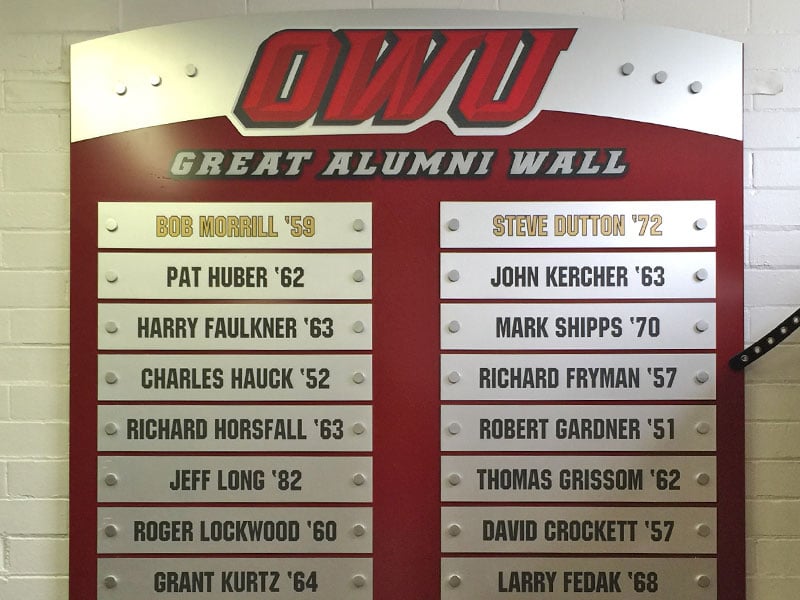 OWU
GREAT ALUMNI WALL
BOB MORRILL '59
PAT HUBER '62
HARRY FAULKNER '63
CHARLES HAUCK '52
RICHARD HORSFALL '63
JEFF LONG '82
ROGER LOCKWOOD '60
GRANT KURTZ '64
STEVE DUTTON '72
JOHN KERCHER '63
MARK SHIPPS '70
RICHARD FRYMAN '57
ROBERT GARDNER '51
THOMAS GRISSOM '62
DAVID CROCKETT '57
LARRY FEDAK '68